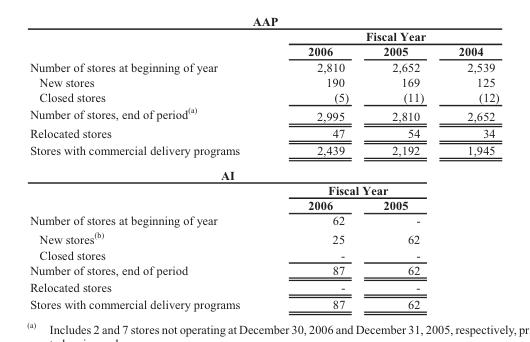 AAP
Fiscal Year
2006 2005 2004
Number of stores at beginning of year 2,810 2,652 2,539
New stores 190 169 125
Closed stores (5) (11) (12)
Number of stores, end of period(a) 2,995 2,810 2,652
Relocated stores 47 54 34
Stores with commercial delivery programs 2,439 2,192 1,945
AI
Fiscal Year
2006 2005
Number of stores at beginning of year 62 -
New stores(b) 25 62
Closed stores - -
Number of stores, end of period 87 62
Relocated stores - -
Stores with commercial delivery programs 87 62
(a) Includes 2 and 7 stores not operating at December 30, 2006 and December 31, 2005, respectively, pr